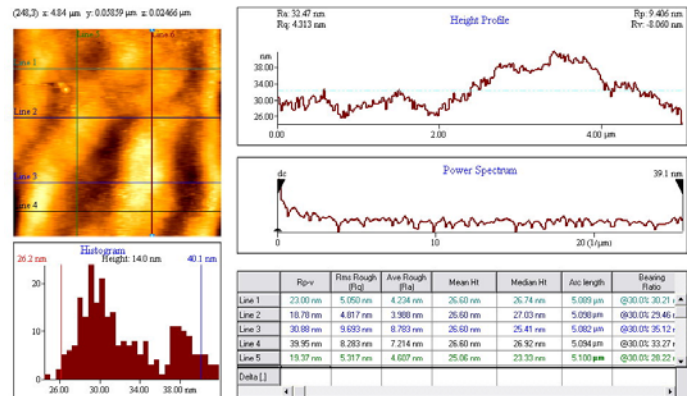 (248,3) x: 4.84 µm y: 0.05859 µm z: 0.02466 µm
Line 5
Line 6
Line 1
Line 2
Line 3
Line 4
Ra: 32.47 nm
Rq: 4.313 nm
Height Profile
Rp: 9.406 nm
Rv: -8.060 nm
nm
38.00
34.00
30.00
26.00
0.00
2.00
4.00 µm
Power Spectrum
dc
39.1 nm
0
10
20 (1/µm)
Histogram
26.2 nm
Height: 14.0 nm
40.1 nm
20
10
0
26.00
30.00
34.00
38.00 nm
Rp-v
Rms Rough (Rq)
Ave Rough (Ra)
Mean Ht
Median Ht
Arc length
Bearing Ratio
Line 1 23.00 nm 5.050 nm 4.234 nm 26.60 nm 26.74 nm 5.089 µm @30.0% 30.21
Line 2 18.78 nm 4.817 nm 3.988 nm 26.60 nm 27.03 nm 5.098 µm @30.0% 29.46
Line 3 30.88 nm 9.693 nm 8.783 nm 26.60 nm 25.41 nm 5.082 µm @30.0% 35.12
Line 4 39.95 nm 8.283 nm 7.214 nm 26.60 nm 26.92 nm 5.094 µm @30.0% 33.27
Line 5 19.37 nm 5.317 nm 4.607 nm 25.06 nm 23.33 nm 5.100 µm @30.0% 28.22
Delta [.]